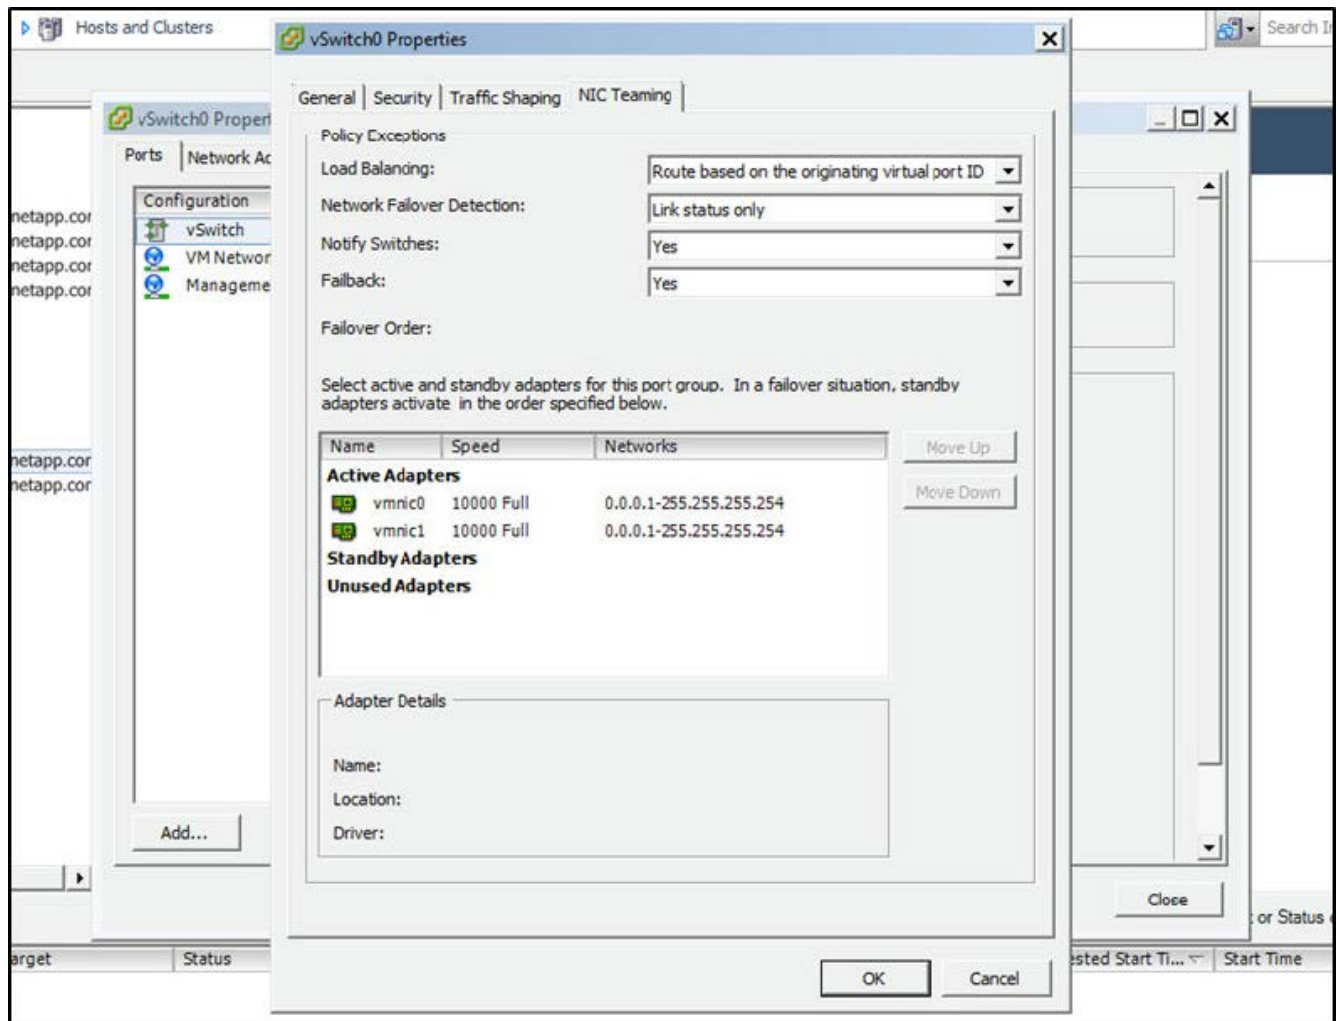 Hosts and Clusters
Search In
vSwitch0 Properties
General Security Traffic Shaping NIC Teaming
vSwitch0 Propert
Ports Network Ad
Configuration
vSwitch
VM Networ
Manageme
netapp.cor
netapp.cor
netapp.cor
netapp.cor
netapp.cor
netapp.cor
Policy Exceptions
Load Balancing: Route based on the originating virtual port ID
Network Failover Detection: Link status only
Notify Switches: Yes
Failback: Yes
Failover Order:
Select active and standby adapters for this port group. In a failover situation, standby
adapters activate in the order specified below.
Name Speed Networks
Active Adapters
vmnic0 10000 Full 0.0.0.1-255.255.255.254
vmnic1 10000 Full 0.0.0.1-255.255.255.254
Standby Adapters
Unused Adapters
Move Up
Move Down
Adapter Details
Name:
Location:
Driver:
Add...
Close
or Status
arget Status
ested Start Ti... Start Time
OK Cancel